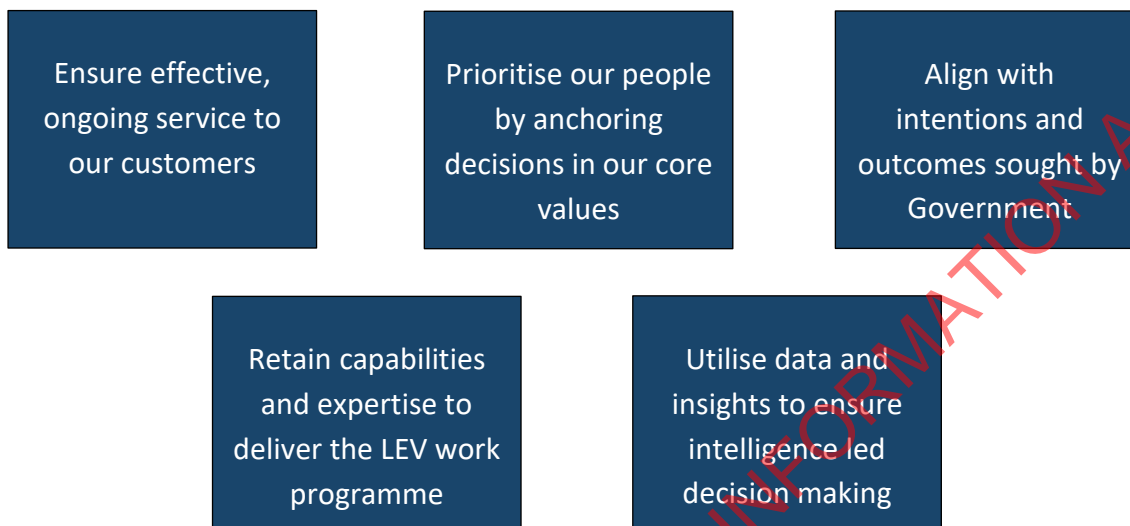 Ensure effective,
ongoing service to
our customers
Prioritise our people
by anchoring
decisions in our core
values
Align with
intentions and
outcomes sought by
Government
Retain capabilities
and expertise to
deliver the LEV work
programme
Utilise data and
insights to ensure
intelligence led
decision making
INFORMATION A